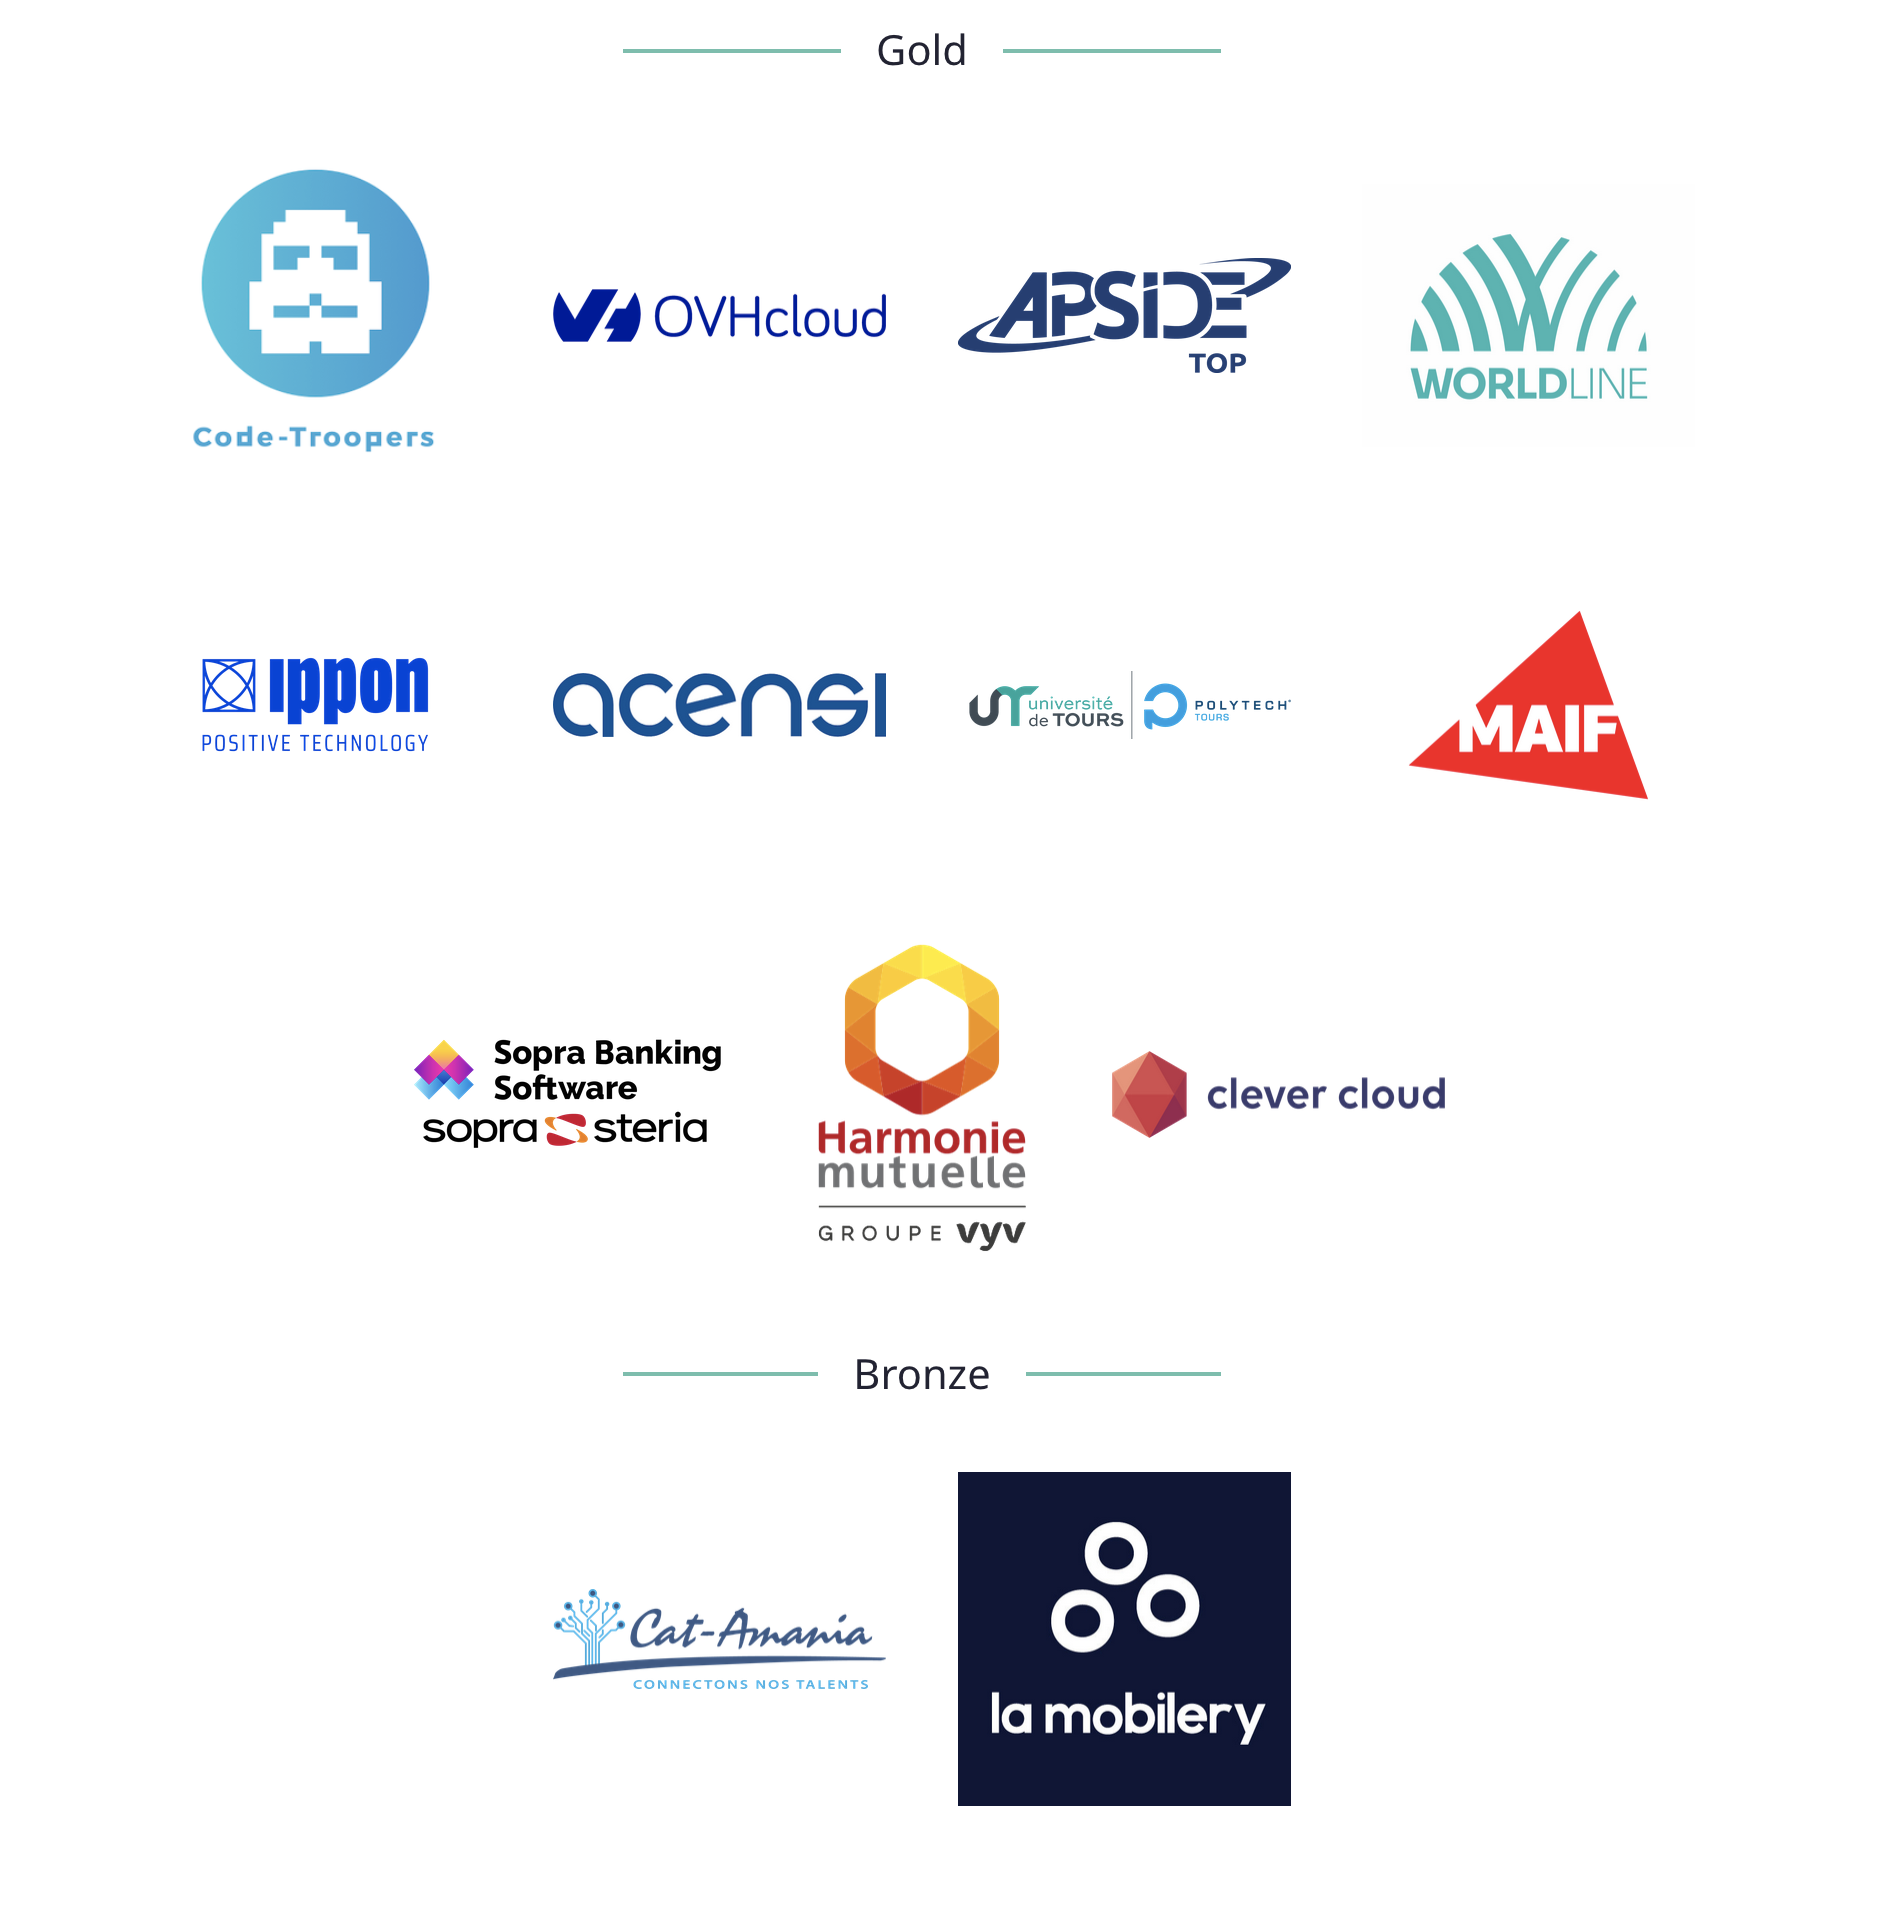 Gold
Code-Troopers
OVHcloud
APSIDE
TOP
WORLDLINE
ippon
POSITIVE TECHNOLOGY
acensi
université
de TOURS
POLYTECH®
TOURS
MAIF
Sopra Banking
Software
sopra steria
Harmonie
mutuelle
GROUPE vyv
clever cloud
Bronze
Cat-Amania
CONNECTONS NOS TALENTS
la mobilery